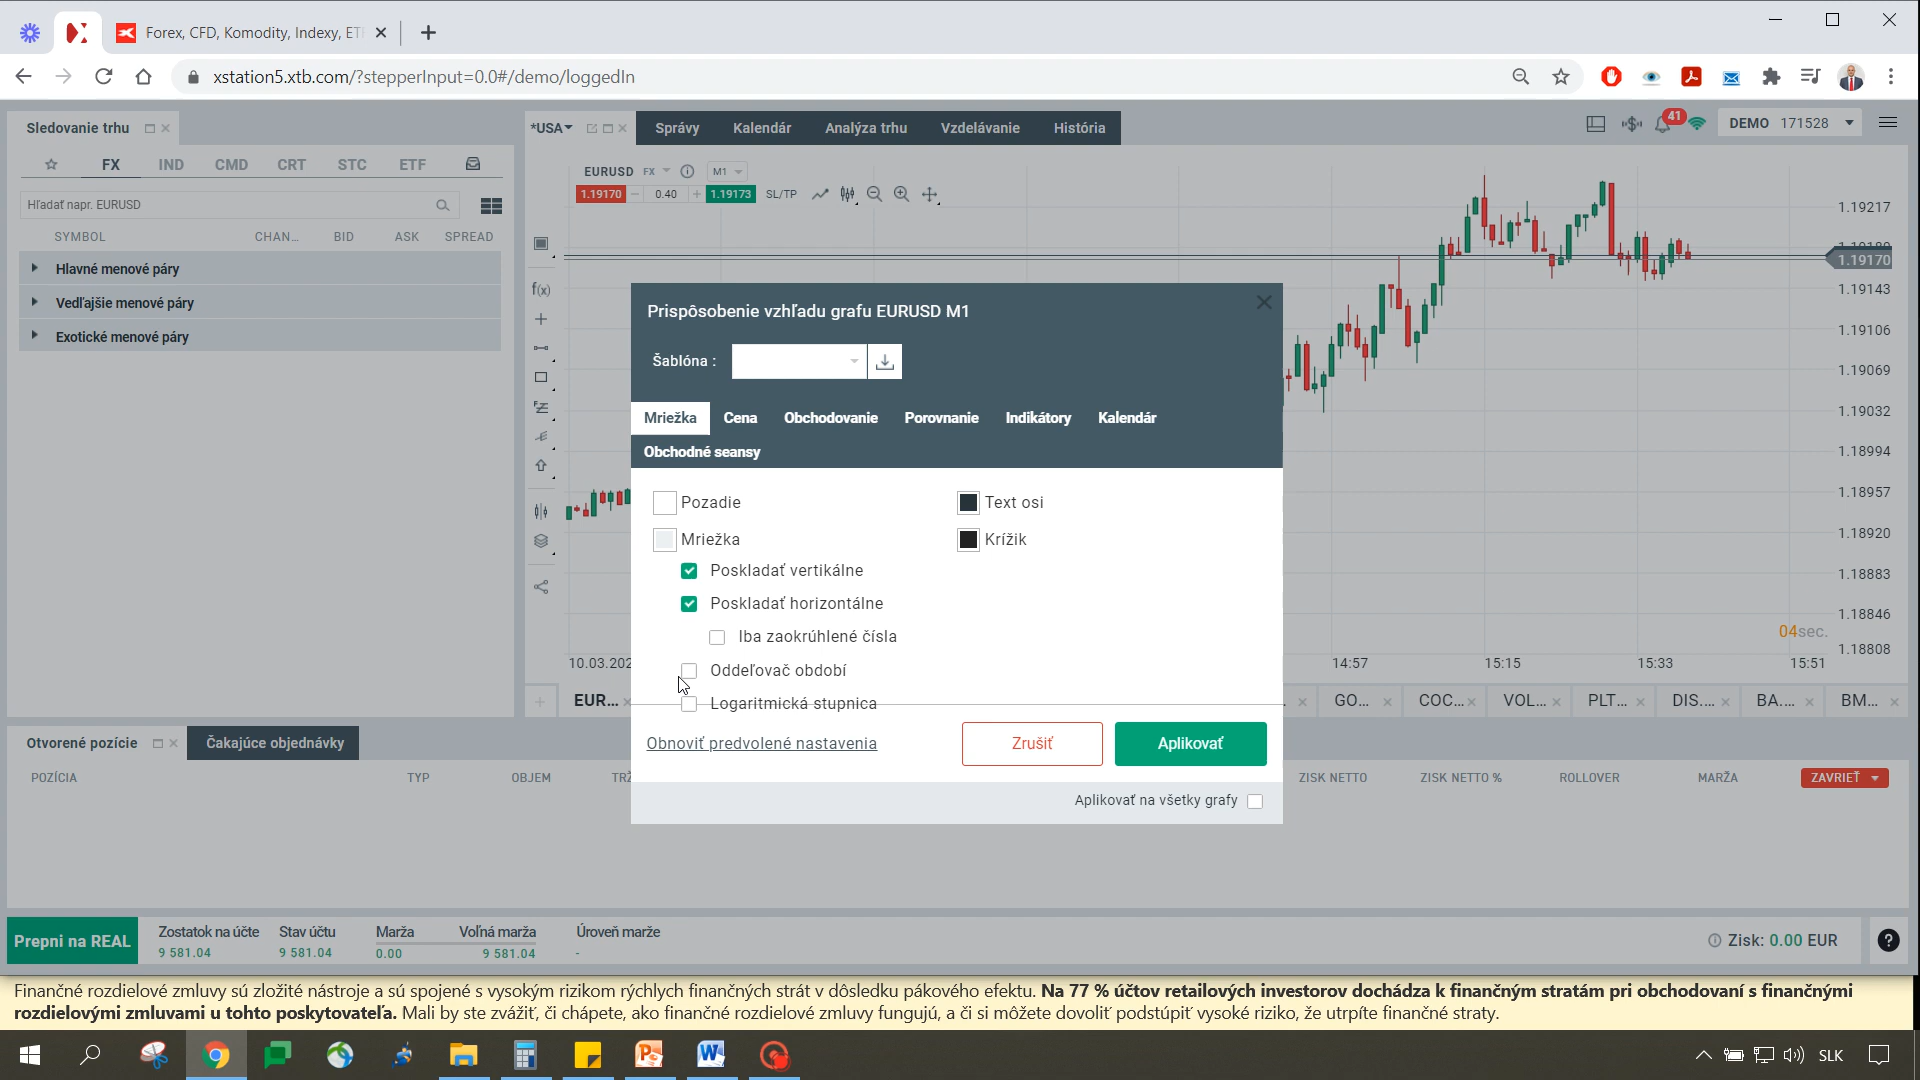 Forex, CFD, Komodity, Indexy, ETF
xstation5.xtb.com/?stepperInput=0.0#/demo/loggedIn
Sledovanie trhu
*USA
Správy
Kalendár
Analýza trhu
Vzdelávanie
História
41
DEMO 171528
FX IND CMD CRT STC ETF
Hľadať napr. EURUSD
SYMBOL CHAN... BID ASK SPREAD
Hlavné menové páry
Vedľajšie menové páry
Exotické menové páry
EURUSD FX M1
1.19170 0.40 1.19173 SL/TP
f(x)
1.19217
1.19170
1.19143
1.19106
1.19069
1.19032
1.18994
1.18957
1.18920
1.18883
1.18846
1.18808
04sec.
10.03.202
14:57 15:15 15:33 15:51
EUR... GO... COC... VOL... PLT... DIS.... BA.... BM...
Prispôsobenie vzhľadu grafu EURUSD M1
Šablóna :
Mriežka Cena Obchodovanie Porovnanie Indikátory Kalendár
Obchodné seansy
Pozadie
Text osi
Mriežka
Krížik
Poskladať vertikálne
Poskladať horizontálne
Iba zaokrúhlené čísla
Oddeľovač období
Logaritmická stupnica
Obnoviť predvolené nastavenia
Zrušiť
Aplikovať
Aplikovať na všetky grafy
Otvorené pozície
Čakajúce objednávky
POZÍCIA TYP OBJEM TRŽ ZISK NETTO ZISK NETTO % ROLLOVER MARŽA ZAVRIEŤ
Prepni na REAL
Zostatok na účte Stav účtu Marža Voľná marža Úroveň marže
9 581.04 9 581.04 0.00 9 581.04 -
Zisk: 0.00 EUR
Finančné rozdielové zmluvy sú zložité nástroje a sú spojené s vysokým rizikom rýchlych finančných strát v dôsledku pákového efektu. Na 77 % účtov retailových investorov dochádza k finančným stratám pri obchodovaní s finančnými
rozdielovými zmluvami u tohto poskytovateľa. Mali by ste zvážiť, či chápete, ako finančné rozdielové zmluvy fungujú, a či si môžete dovoliť podstúpiť vysoké riziko, že utrpíte finančné straty.
SLK